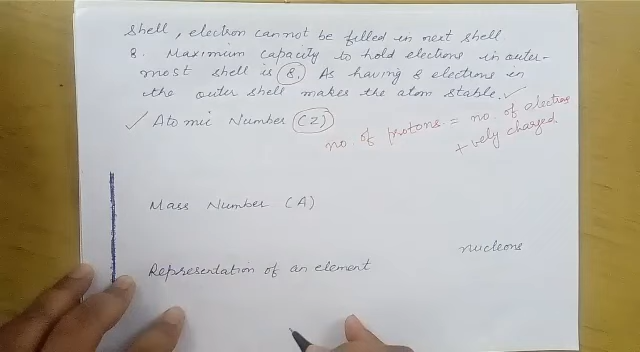 shell, electron cannot be filled in next shell
8. Maximum capacity to hold electrons in outer-
most shell is 8. As having 8 electrons in
the outer shell makes the atom stable.
Atomic Number (Z)
no of protons = no. of electrons
+vely charged
Mass Number (A)
nucleons
Representation of an element